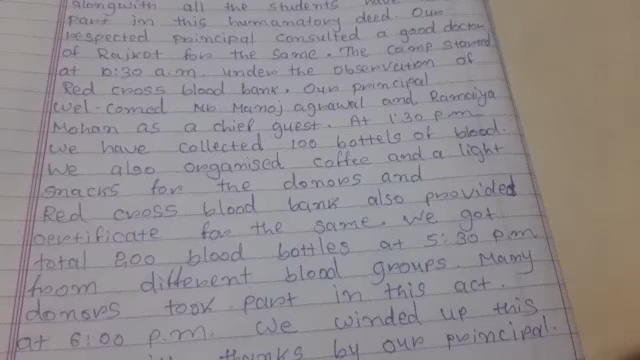 alongwith all the students have
part in this humanatory deed. Our
respected principal consulted a good doctor
of Rajkot for the same. The camp started
at 10:30 a.m. under the observation of
Red cross blood bank. Our principal
wel-comed Mr. Manoj agrawal and Ramaiya
Mohan as a chief guest. At 1:30 p.m
we have collected 100 bottels of blood.
We also organised coffee and a light
snacks for the donors and
Red cross blood bank also provided
certificate for the same. We got
total 200 blood bottles at 5:30 p.m
from different blood groups. Many
donors took part in this act.
at 6:00 p.m. We winded up this
thanks by our principal.